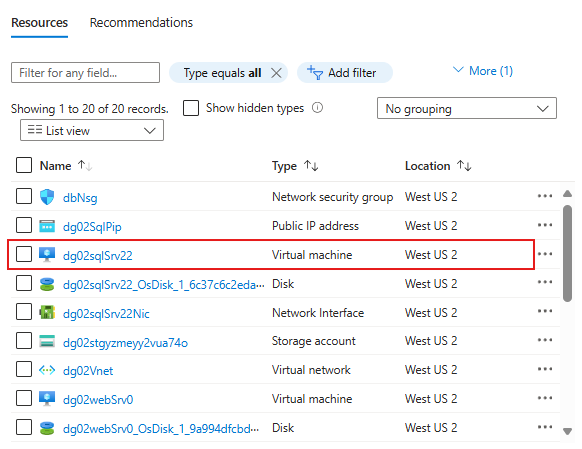 Resources Recommendations
Filter for any field... Type equals all Add filter More (1)
Showing 1 to 20 of 20 records. Show hidden types No grouping
List view
Name Type Location
dbNsg Network security group West US 2
dg02SqlPip Public IP address West US 2
dg02sqlSrv22 Virtual machine West US 2
dg02sqlSrv22_OsDisk_1_6c37c6c2eda... Disk West US 2
dg02sqlSrv22Nic Network Interface West US 2
dg02stgyzmeyy2vua74o Storage account West US 2
dg02Vnet Virtual network West US 2
dg02webSrv0 Virtual machine West US 2
dg02webSrv0_OsDisk_1_9a994dfcbd... Disk West US 2